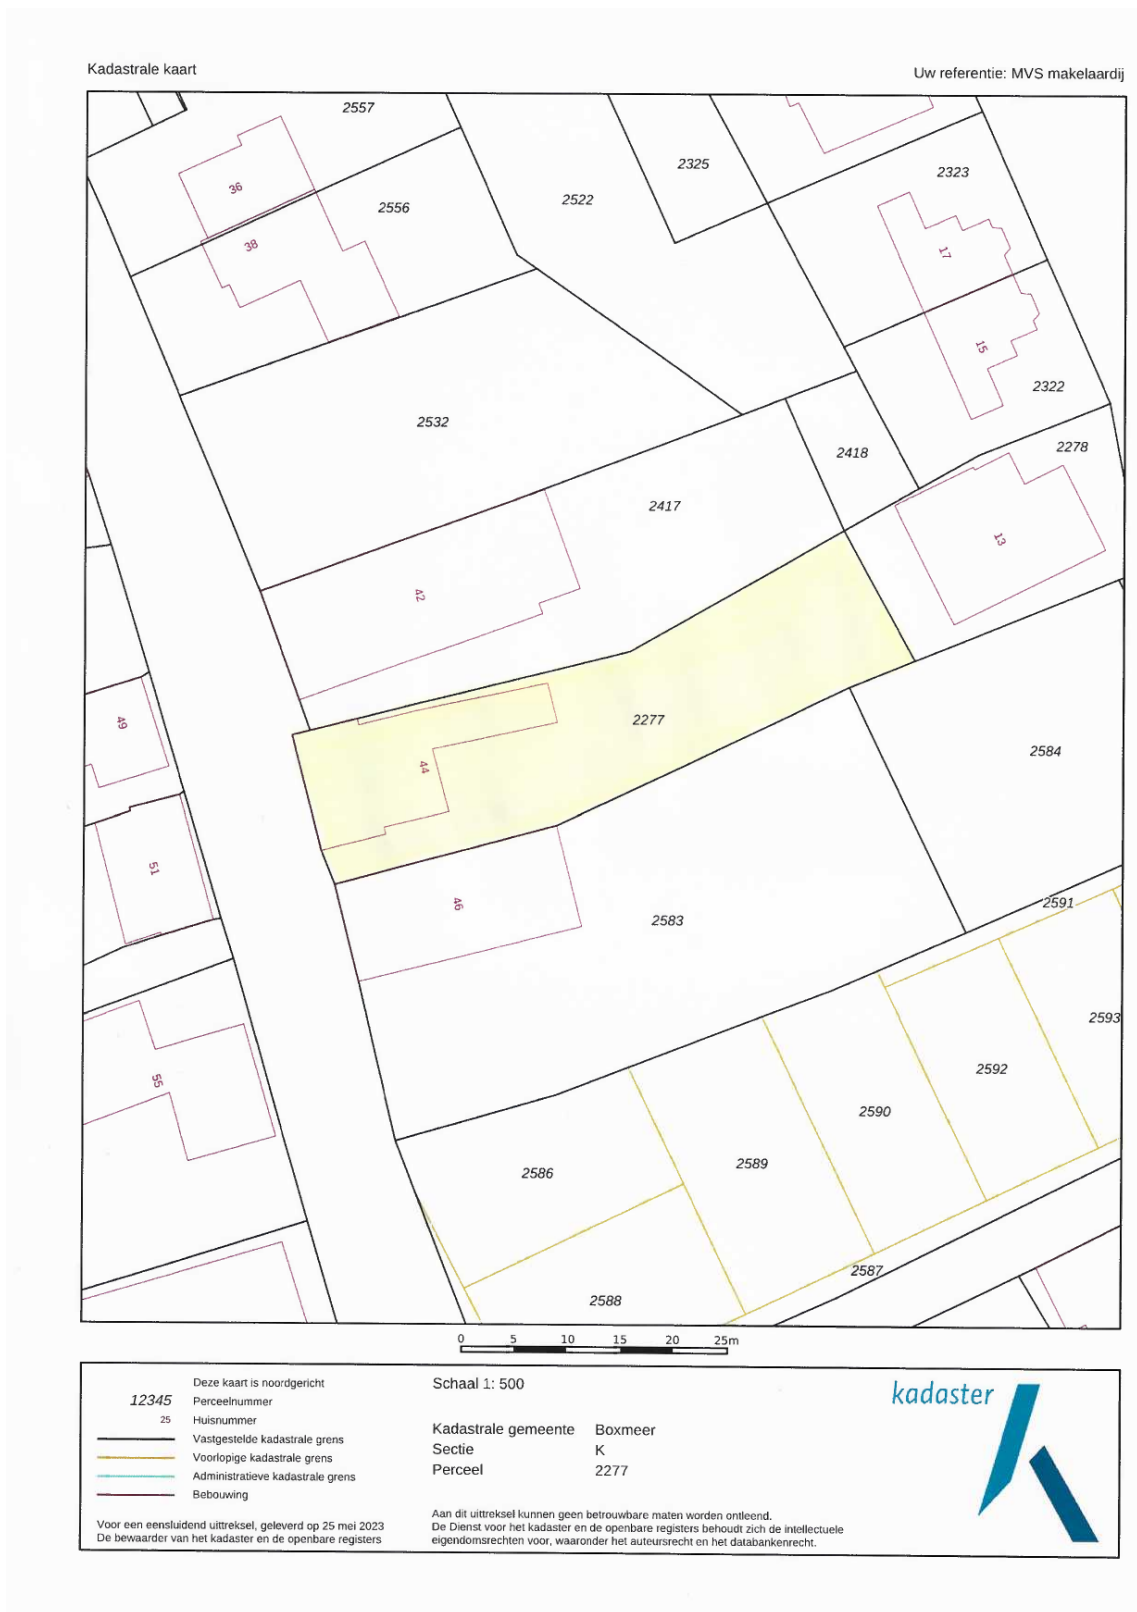 Kadastrale kaart
Uw referentie: MVS makelaardij
2557
36
2556
38
2522
2325
2323
17
15
2322
2532
2418
2278
2417
13
42
2277
44
49
2584
51
46
2583
2591
2593
55
2592
2590
2589
2586
2587
2588
0 5 10 15 20 25m
Deze kaart is noordgericht
12345 Perceelnummer
25 Huisnummer
Vastgestelde kadastrale grens
Voorlopige kadastrale grens
Administratieve kadastrale grens
Bebouwing
Voor een eensluidend uittreksel, geleverd op 25 mei 2023
De bewaarder van het kadaster en de openbare registers
Schaal 1: 500
Kadastrale gemeente Boxmeer
Sectie K
Perceel 2277
Aan dit uittreksel kunnen geen betrouwbare maten worden ontleend.
De Dienst voor het kadaster en de openbare registers behoudt zich de intellectuele
eigendomsrechten voor, waaronder het auteursrecht en het databankenrecht.
kadaster